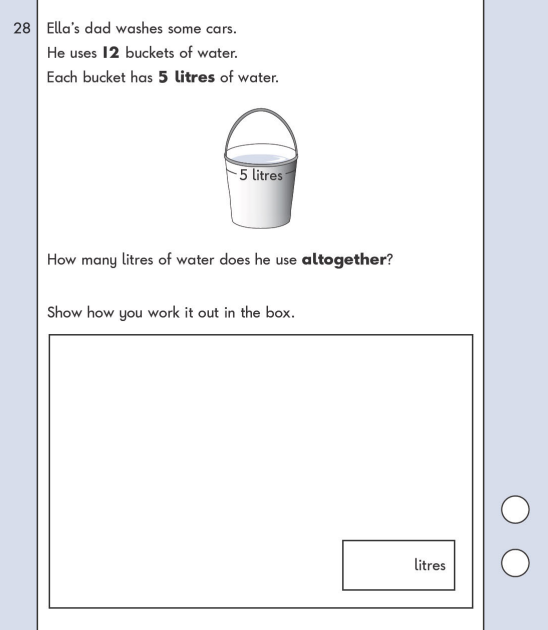 28 Ella's dad washes some cars.
He uses 12 buckets of water.
Each bucket has 5 litres of water.
5 litres
How many litres of water does he use altogether?
Show how you work it out in the box.
litres